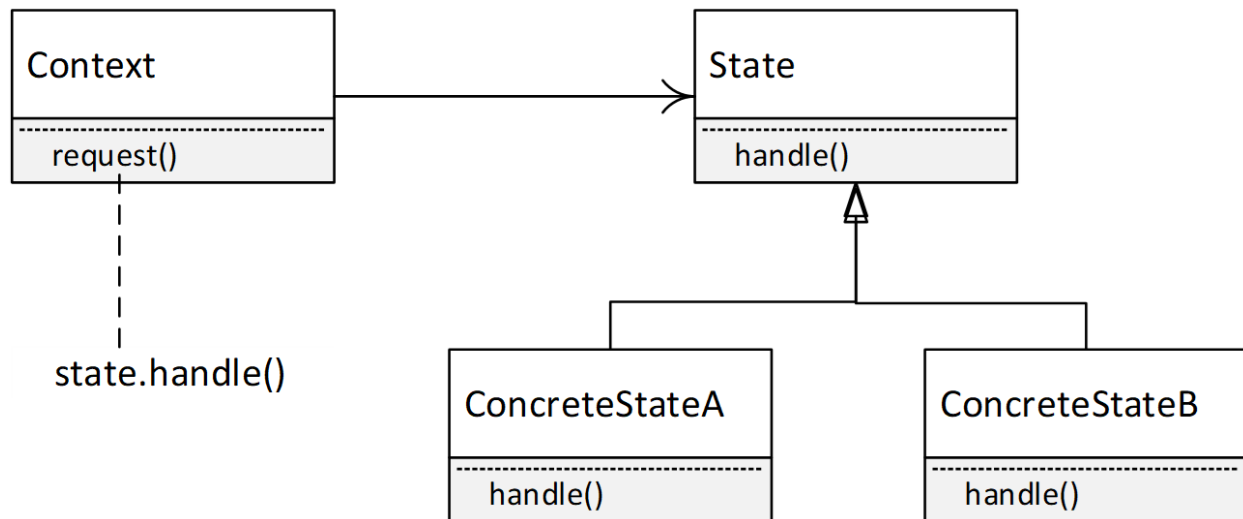 Context
request()
State
handle()
state.handle()
ConcreteStateA
handle()
ConcreteStateB
handle()